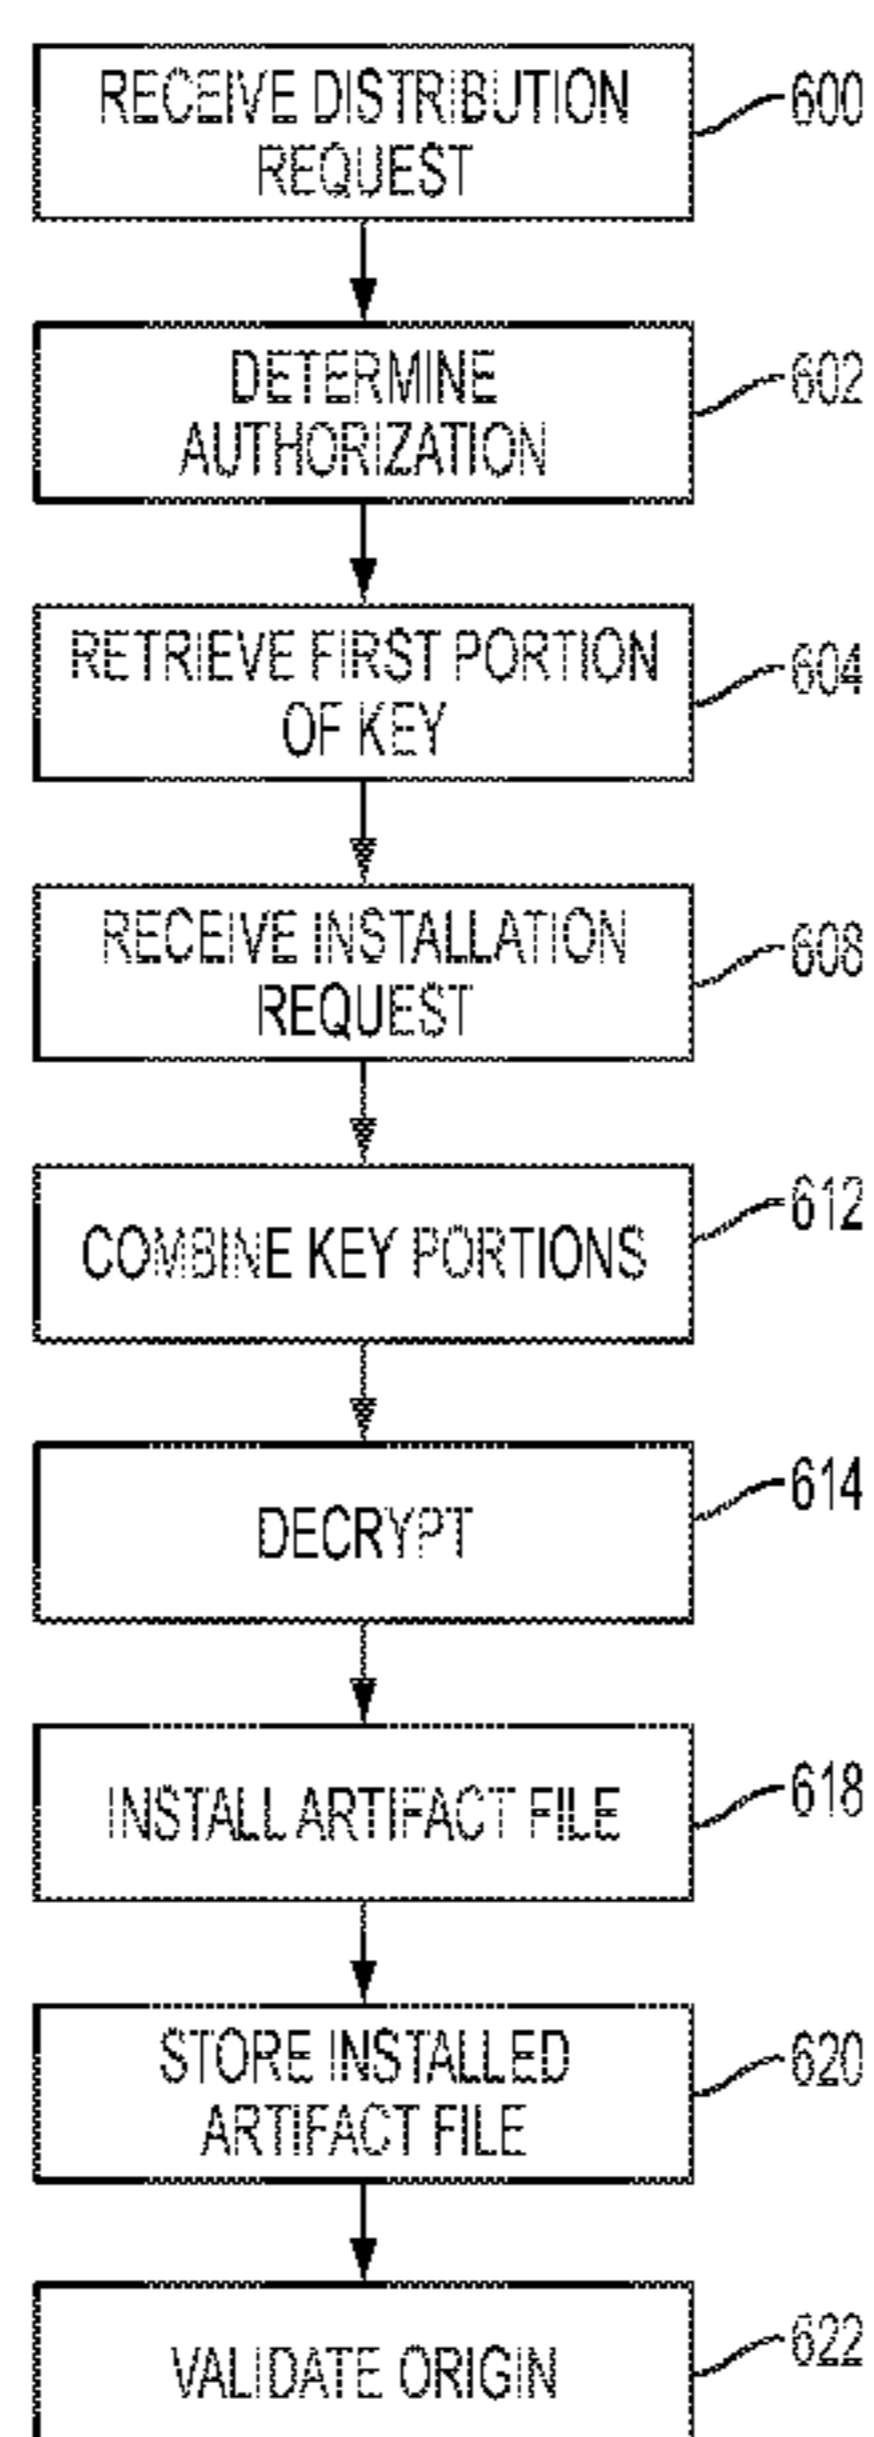 RECEIVE DISTRIBUTION
REQUEST
600
DETERMINE
AUTHORIZATION
602
RETRIEVE FIRST PORTION
OF KEY
604
RECEIVE INSTALLATION
REQUEST
608
COMBINE KEY PORTIONS
612
DECRYPT
614
INSTALL ARTIFACT FILE
618
STORE INSTALLED
ARTIFACT FILE
620
VALIDATE ORIGIN
622